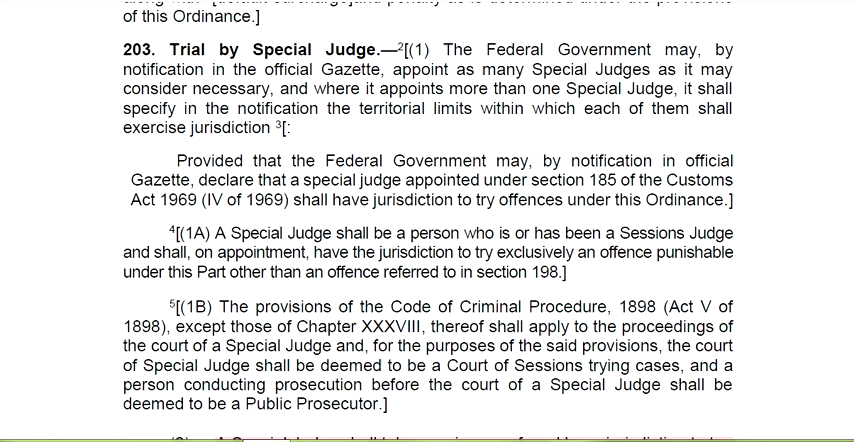 of this Ordinance.]
203. Trial by Special Judge.—2[(1) The Federal Government may, by
notification in the official Gazette, appoint as many Special Judges as it may
consider necessary, and where it appoints more than one Special Judge, it shall
specify in the notification the territorial limits within which each of them shall
exercise jurisdiction 3[:
Provided that the Federal Government may, by notification in official
Gazette, declare that a special judge appointed under section 185 of the Customs
Act 1969 (IV of 1969) shall have jurisdiction to try offences under this Ordinance.]
4[(1A) A Special Judge shall be a person who is or has been a Sessions Judge
and shall, on appointment, have the jurisdiction to try exclusively an offence punishable
under this Part other than an offence referred to in section 198.]
5[(1B) The provisions of the Code of Criminal Procedure, 1898 (Act V of
1898), except those of Chapter XXXVIII, thereof shall apply to the proceedings of
the court of a Special Judge and, for the purposes of the said provisions, the court
of Special Judge shall be deemed to be a Court of Sessions trying cases, and a
person conducting prosecution before the court of a Special Judge shall be
deemed to be a Public Prosecutor.]